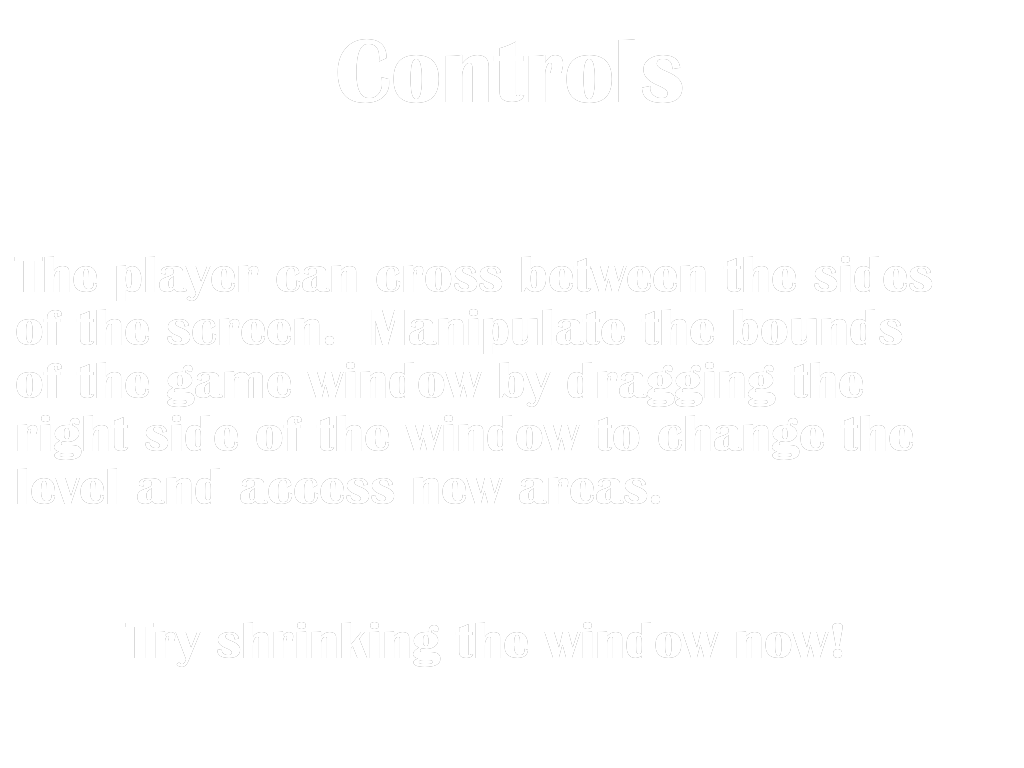 Controls
The player can cross between the sides
of the screen.  Manipulate the bounds
of the game window by dragging the
right side of the window to change the
level and access new areas.
Try shrinking the window now!